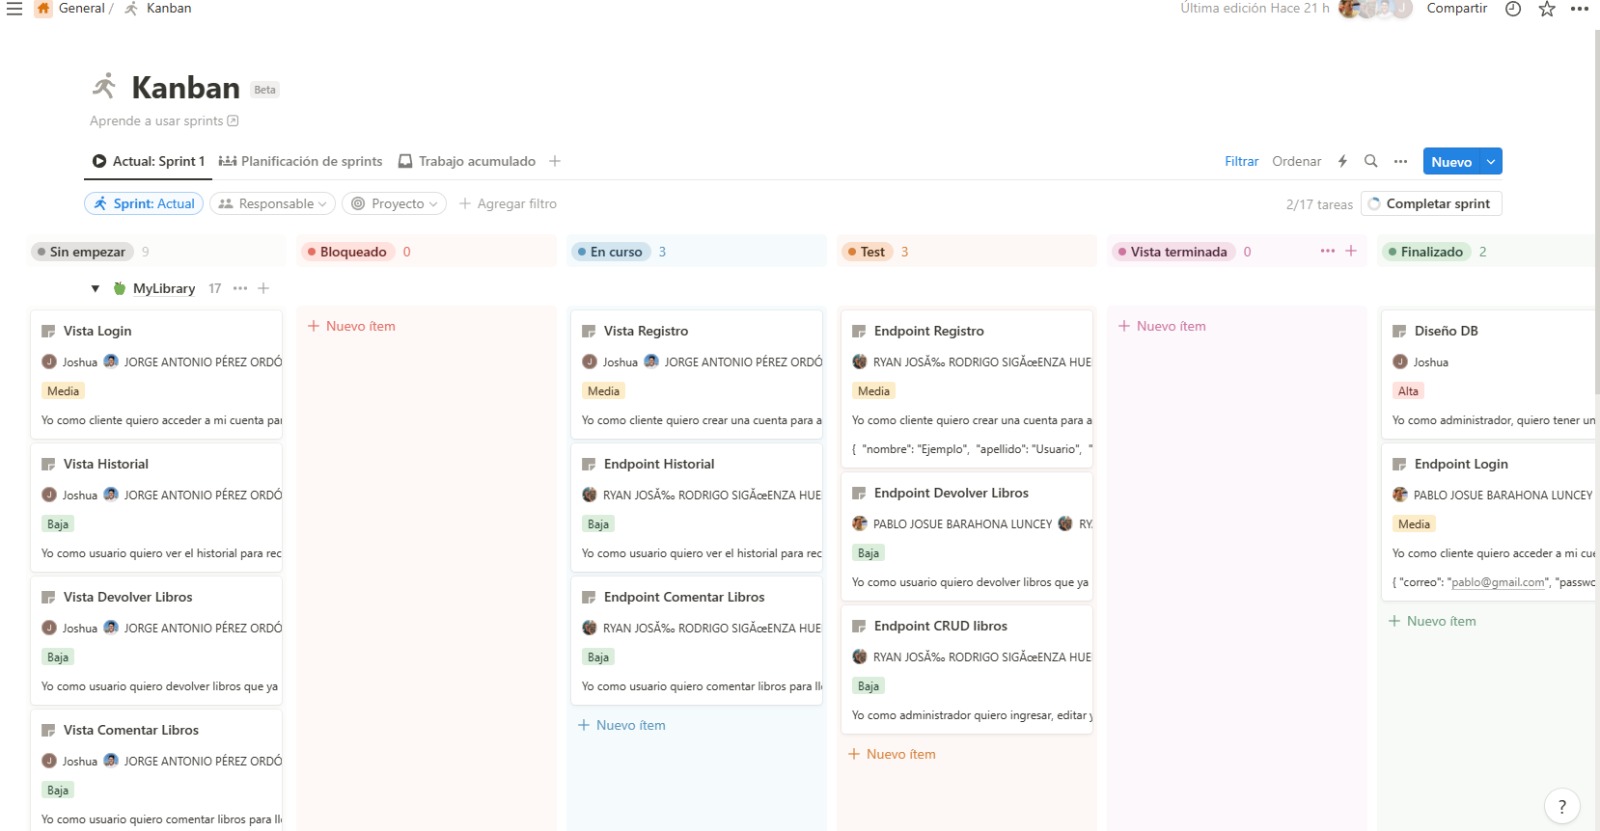 General / Kanban
Última edición Hace 21 h J Compartir
Kanban Beta
Aprende a usar sprints
Actual: Sprint 1 Planificación de sprints Trabajo acumulado
Filtrar Ordenar Nuevo
Sprint: Actual Responsable Proyecto + Agregar filtro
2/17 tareas Completar sprint
Sin empezar 9
Bloqueado 0
En curso 3
Test 3
Vista terminada 0 ••• +
Finalizado 2
MyLibrary 17 ••• +
Vista Login
J Joshua JORGE ANTONIO PÉREZ ORDÓ
Media
Yo como cliente quiero acceder a mi cuenta par
Vista Historial
J Joshua JORGE ANTONIO PÉREZ ORDÓ
Baja
Yo como usuario quiero ver el historial para rec
Vista Devolver Libros
J Joshua JORGE ANTONIO PÉREZ ORDÓ
Baja
Yo como usuario quiero devolver libros que ya
Vista Comentar Libros
J Joshua JORGE ANTONIO PÉREZ ORDÓ
Baja
Yo como usuario quiero comentar libros para lle
+ Nuevo ítem
Vista Registro
J Joshua JORGE ANTONIO PÉREZ ORDÓ
Media
Yo como cliente quiero crear una cuenta para a
Endpoint Historial
RYAN JOSÃ‰ RODRIGO SIGÃœENZA HUE
Baja
Yo como usuario quiero ver el historial para rec
Endpoint Comentar Libros
RYAN JOSÃ‰ RODRIGO SIGÃœENZA HUE
Baja
Yo como usuario quiero comentar libros para lle
+ Nuevo ítem
Endpoint Registro
RYAN JOSÃ‰ RODRIGO SIGÃœENZA HUE
Media
Yo como cliente quiero crear una cuenta para a
{ "nombre": "Ejemplo", "apellido": "Usuario", "
Endpoint Devolver Libros
PABLO JOSUE BARAHONA LUNCEY RY
Baja
Yo como usuario quiero devolver libros que ya
Endpoint CRUD libros
RYAN JOSÃ‰ RODRIGO SIGÃœENZA HUE
Baja
Yo como administrador quiero ingresar, editar y
+ Nuevo ítem
+ Nuevo ítem
Diseño DB
J Joshua
Alta
Yo como administrador, quiero tener un
Endpoint Login
PABLO JOSUE BARAHONA LUNCEY
Media
Yo como cliente quiero acceder a mi cue
{ "correo": "pablo@gmail.com", "passwo
+ Nuevo ítem
?